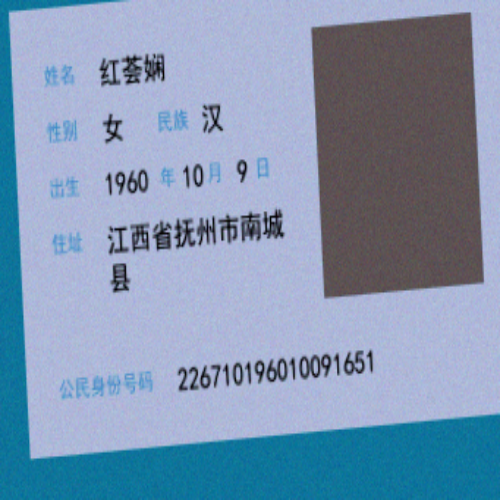 姓名 红荟娴
性别 女 民族 汉
出生 1960 年 10 月 9 日
住址 江西省抚州市南城
县
公民身份号码 226710196010091651